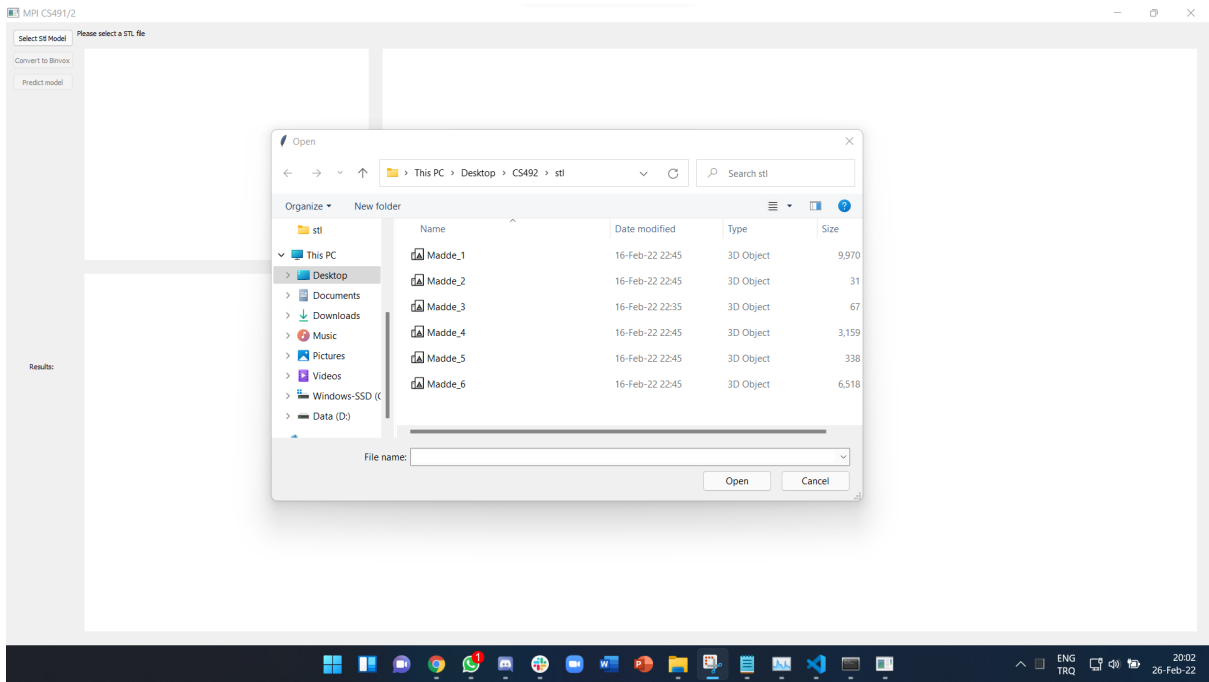 MPI CS491/2
Select Stl Model
Please select a STL file
Convert to Binvox
Predict model
Results:
Open
This PC > Desktop > CS492 > stl
Search stl
Organize
New folder
stl
This PC
Desktop
Documents
Downloads
Music
Pictures
Videos
Windows-SSD (C
Data (D:)
Name Date modified Type Size
Madde_1 16-Feb-22 22:45 3D Object 9,970
Madde_2 16-Feb-22 22:45 3D Object 31
Madde_3 16-Feb-22 22:35 3D Object 67
Madde_4 16-Feb-22 22:45 3D Object 3,159
Madde_5 16-Feb-22 22:45 3D Object 338
Madde_6 16-Feb-22 22:45 3D Object 6,518
File name:
Open Cancel
1
ENG
TRQ
20:02
26-Feb-22